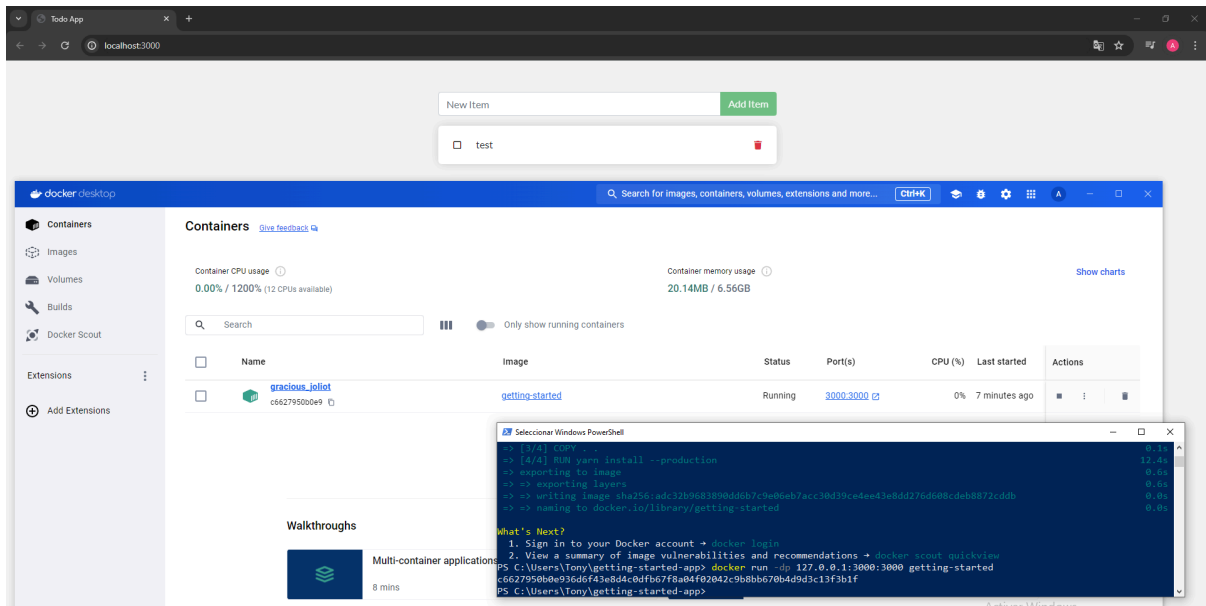 Todo App
localhost:3000
A
New Item
Add Item
test
docker desktop
Search for images, containers, volumes, extensions and more...
Ctrl+K
A
Containers
Images
Volumes
Builds
Docker Scout
Extensions
Add Extensions
Containers Give feedback
Container CPU usage
0.00% / 1200% (12 CPUs available)
Container memory usage
20.14MB / 6.56GB
Show charts
Search
Only show running containers
Name Image Status Port(s) CPU (%) Last started Actions
gracious_joliot
c6627950b0e9
getting-started
Running
3000:3000
0%
7 minutes ago
Walkthroughs
Multi-container applications
8 mins
Seleccionar Windows PowerShell
=> [3/4] COPY . . 0.1s
=> [4/4] RUN yarn install --production 12.4s
=> exporting to image 0.6s
=> => exporting layers 0.6s
=> => writing image sha256:adc32b9683890dd6b7c9e06eb7acc30d39ce4ee43e8dd276d608cdeb8872cddb 0.0s
=> => naming to docker.io/library/getting-started 0.0s
What's Next?
1. Sign in to your Docker account → docker login
2. View a summary of image vulnerabilities and recommendations → docker scout quickview
PS C:\Users\Tony\getting-started-app> docker run -dp 127.0.0.1:3000:3000 getting-started
c6627950b0e936d6f43e8d4c0dfb67f8a04f02042c9b8bb670b4d9d3c13f3b1f
PS C:\Users\Tony\getting-started-app>